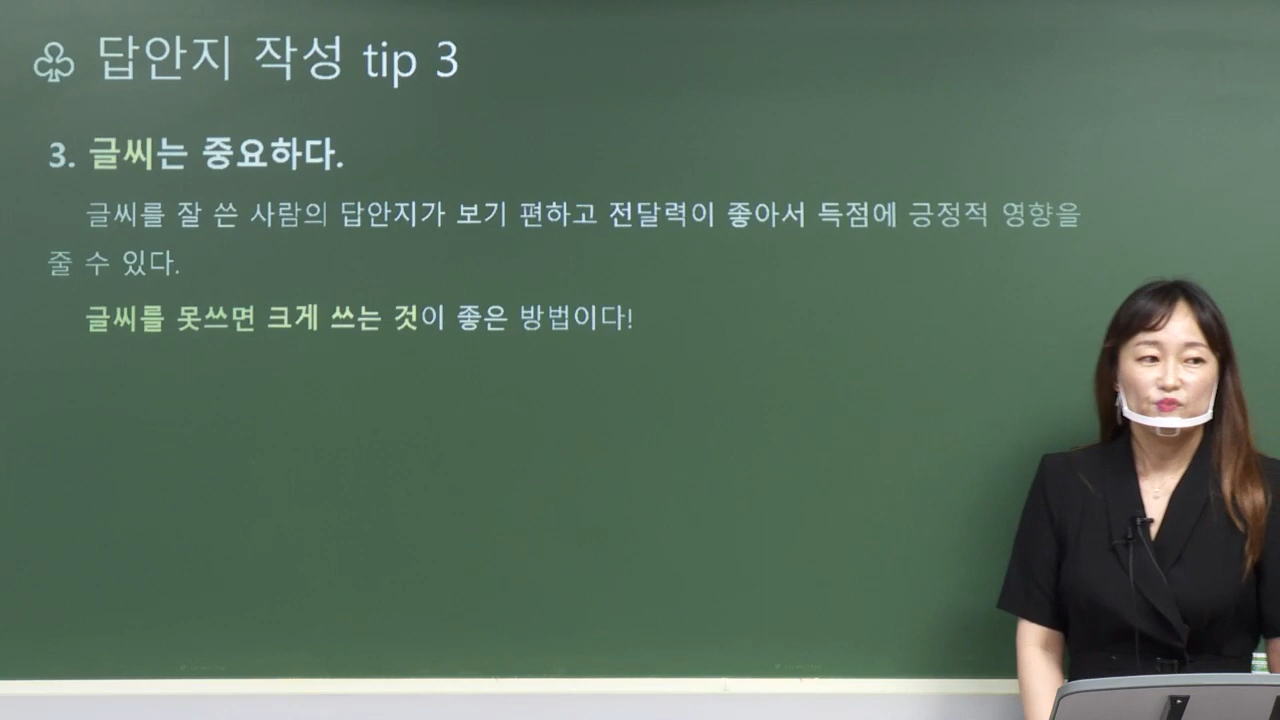 ♧ 답안지 작성 tip 3
3. 글씨는 중요하다.
글씨를 잘 쓴 사람의 답안지가 보기 편하고 전달력이 좋아서 득점에 긍정적 영향을
줄 수 있다.
글씨를 못쓰면 크게 쓰는 것이 좋은 방법이다!